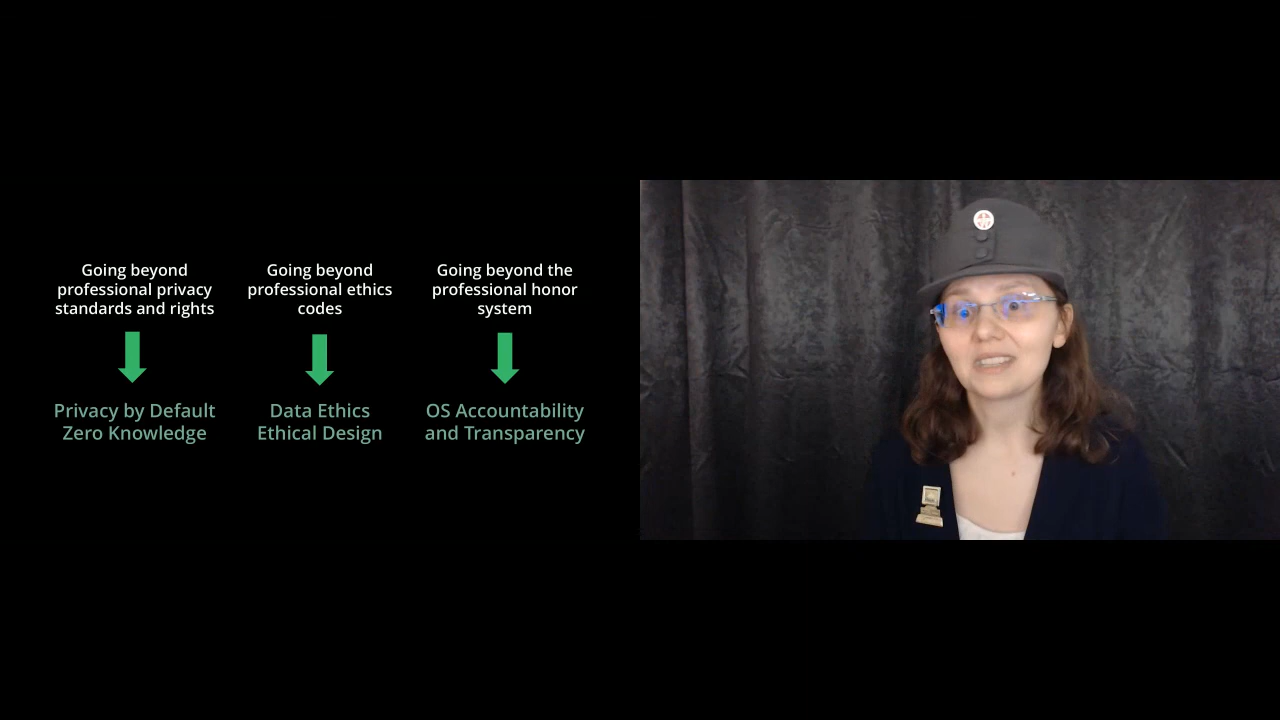 Going beyond
professional privacy
standards and rights
Privacy by Default
Zero Knowledge
Going beyond
professional ethics
codes
Data Ethics
Ethical Design
Going beyond the
professional honor
system
OS Accountability
and Transparency